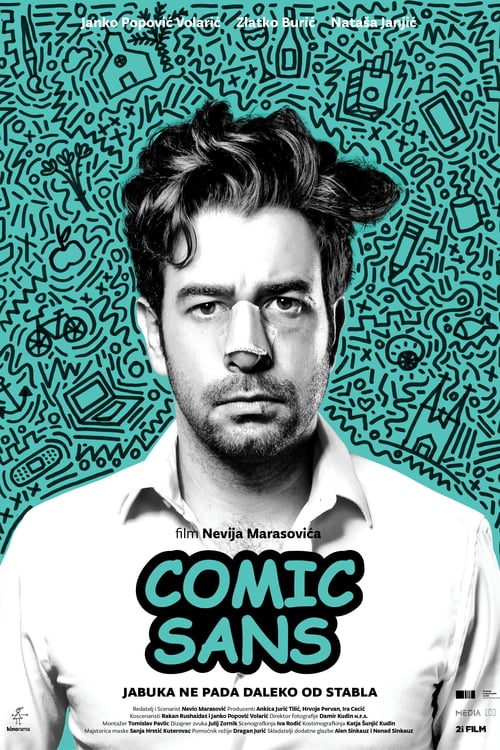 Janko Popović Volarić Zlatko Burić Nataša Janjić
film Nevija Marasovića
COMIC
SANS
JABUKA NE PADA DALEKO OD STABLA
Redatelj i Scenarist Nevio Marasović Producenti Ankica Jurić Tilić, Hrvoje Pervan, Ira Cecić
Koscenaristi Rakan Rushaidat i Janko Popović Volarić Direktor fotografije Damir Kudin w.f.s.
Montažer Tomislav Pavlic Dizajner zvuka Julij Zornik Scenografkinja Iva Rodić Kostimografkinja Katja Šunjić Kudin
Majstorica maske Sanja Hrstić Kuterovac Pomoćnik režije Dragan Jurić Skladatelji dodatne glazbe Alen Sinkauz i Nenad Sinkauz
kinorama
MEDIA
2i FILM